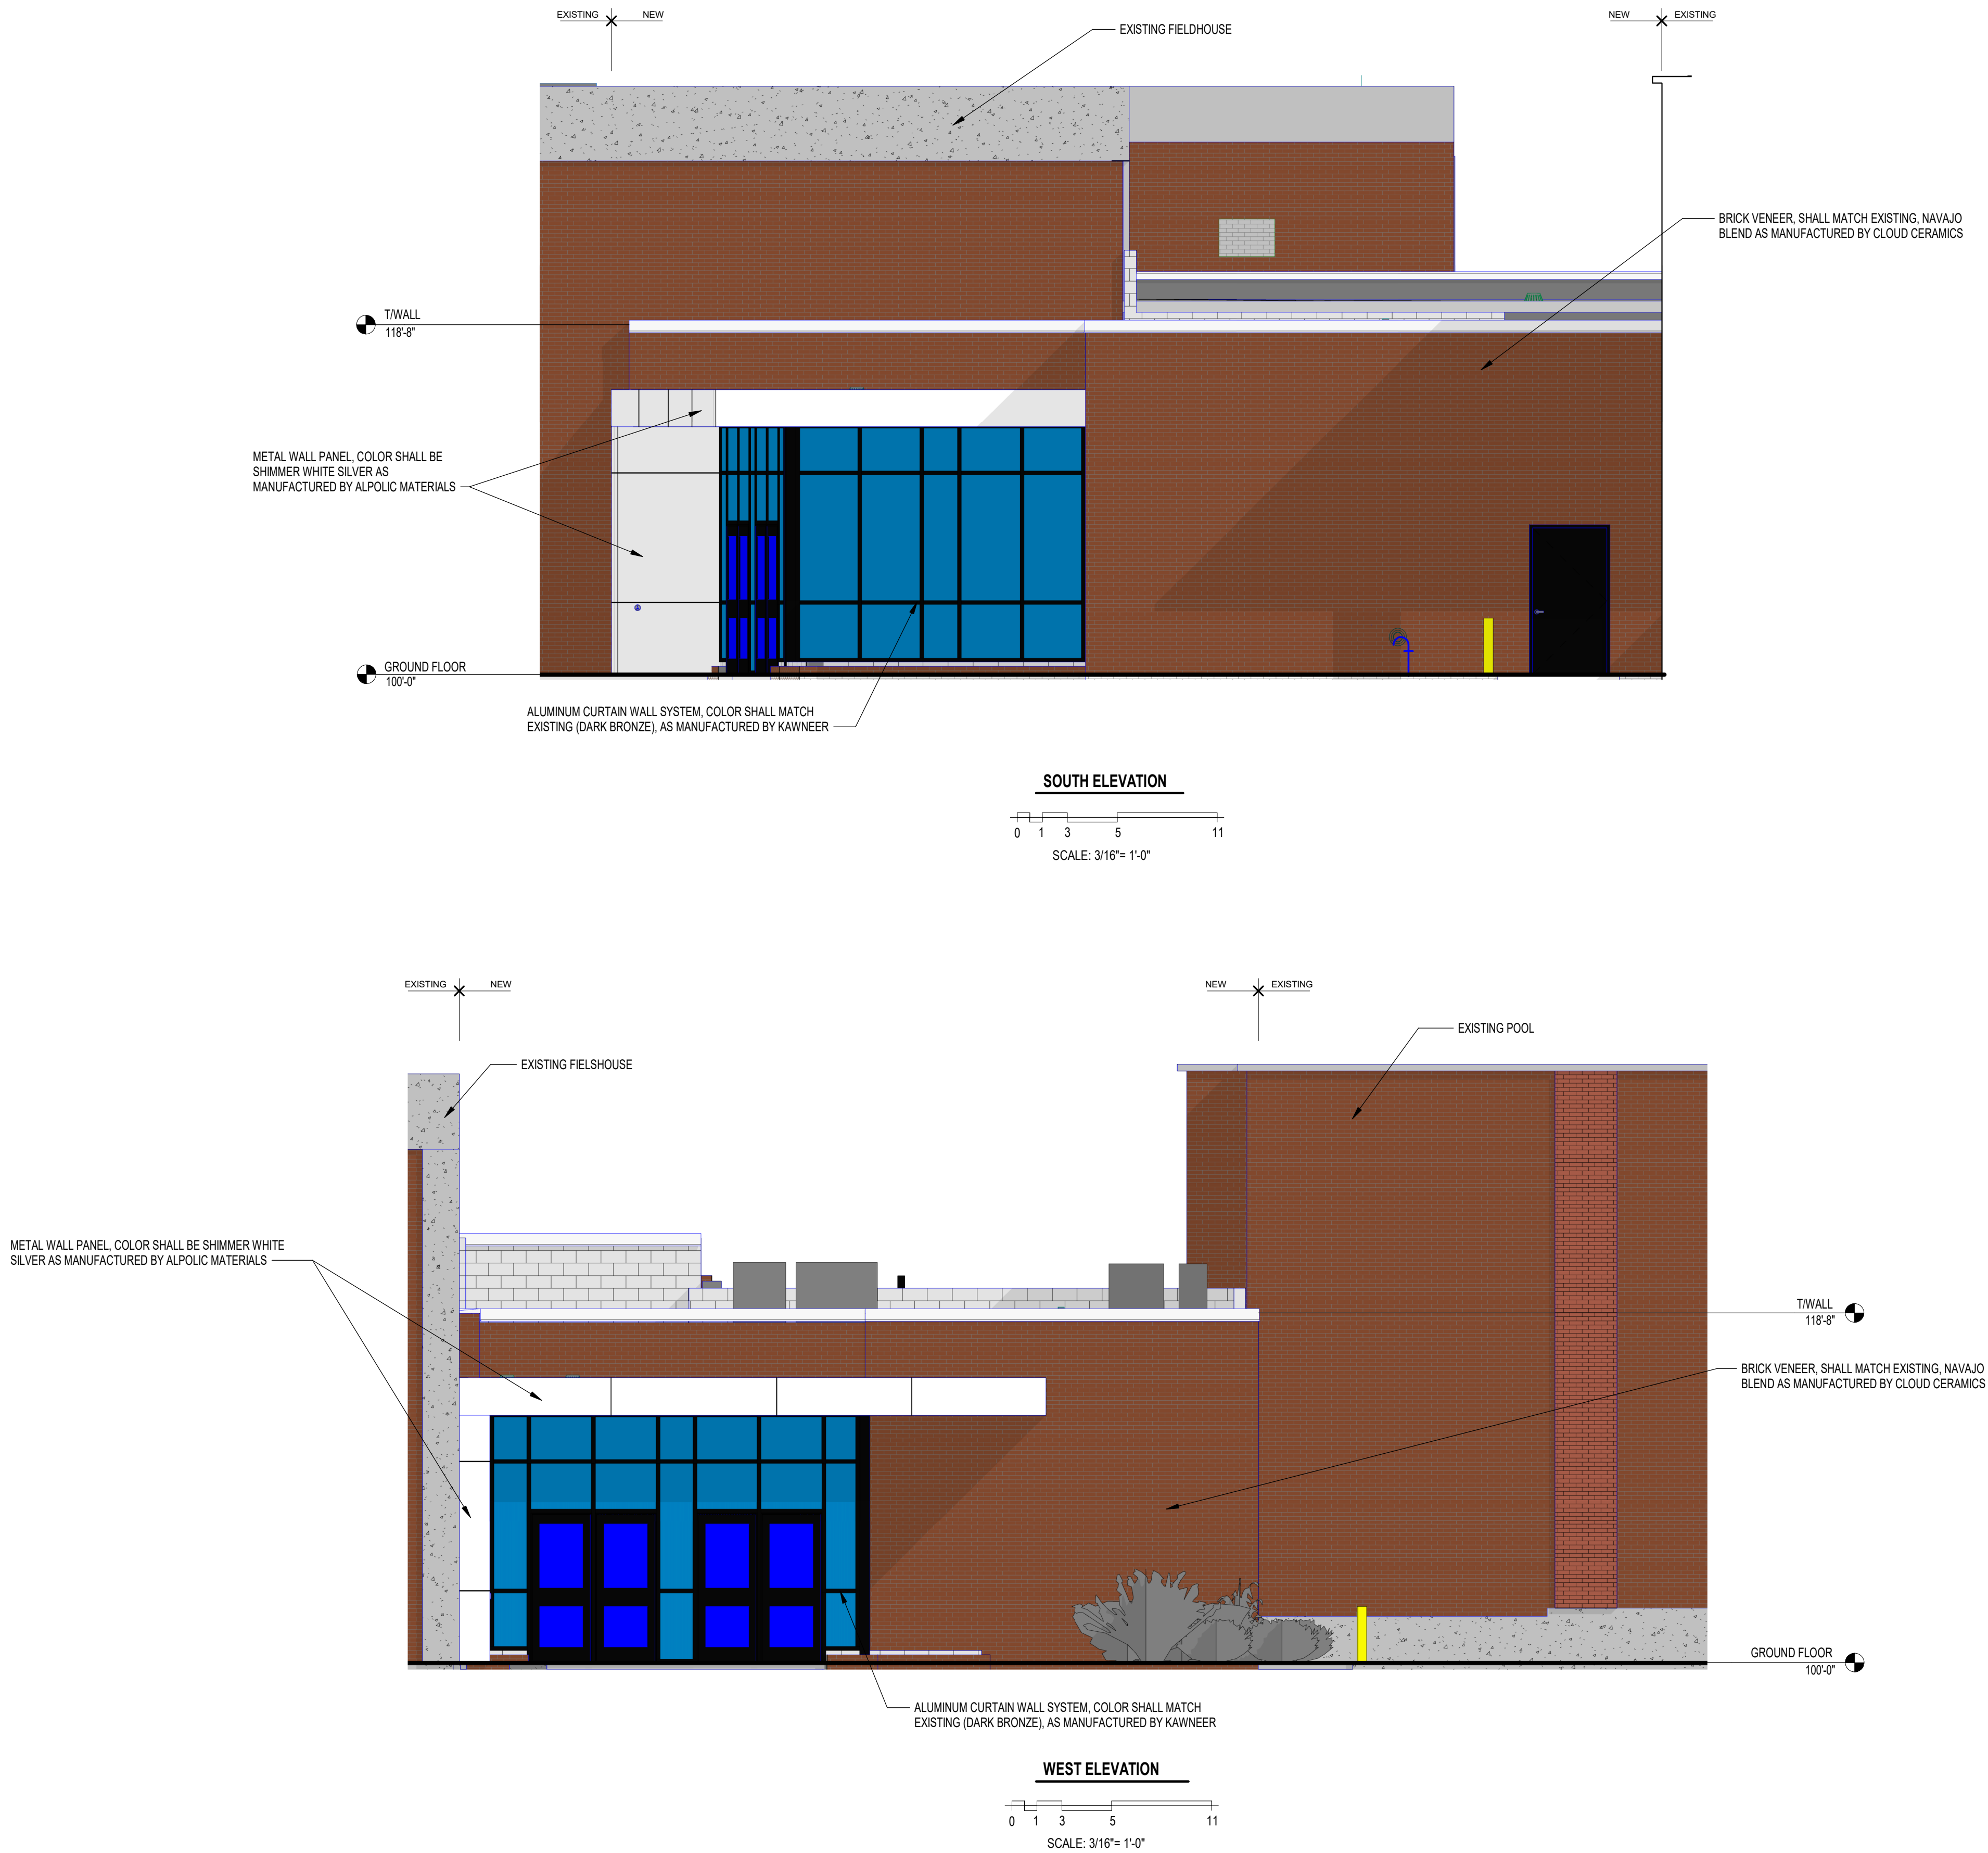 EXISTING NEW
NEW EXISTING
EXISTING FIELDHOUSE
BRICK VENEER, SHALL MATCH EXISTING, NAVAJO
BLEND AS MANUFACTURED BY CLOUD CERAMICS
T/WALL
118'-8"
METAL WALL PANEL, COLOR SHALL BE
SHIMMER WHITE SILVER AS
MANUFACTURED BY ALPOLIC MATERIALS
GROUND FLOOR
100'-0"
ALUMINUM CURTAIN WALL SYSTEM, COLOR SHALL MATCH
EXISTING (DARK BRONZE), AS MANUFACTURED BY KAWNEER
SOUTH ELEVATION
0 1 3 5 11
SCALE: 3/16"= 1'-0"
EXISTING NEW
NEW EXISTING
EXISTING POOL
EXISTING FIELSHOUSE
METAL WALL PANEL, COLOR SHALL BE SHIMMER WHITE
SILVER AS MANUFACTURED BY ALPOLIC MATERIALS
T/WALL
118'-8"
BRICK VENEER, SHALL MATCH EXISTING, NAVAJO
BLEND AS MANUFACTURED BY CLOUD CERAMICS
GROUND FLOOR
100'-0"
ALUMINUM CURTAIN WALL SYSTEM, COLOR SHALL MATCH
EXISTING (DARK BRONZE), AS MANUFACTURED BY KAWNEER
WEST ELEVATION
0 1 3 5 11
SCALE: 3/16"= 1'-0"